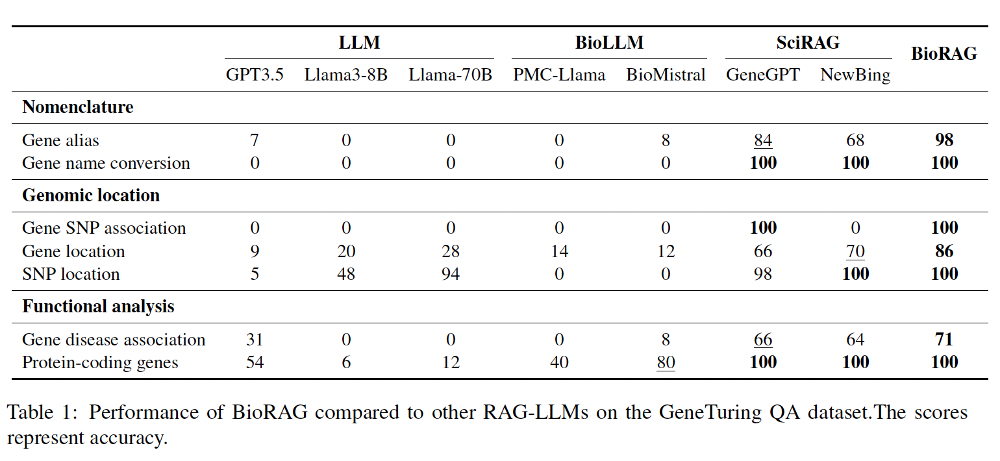 LLM BioLLM SciRAG BioRAG
GPT3.5 Llama3-8B Llama-70B PMC-Llama BioMistral GeneGPT NewBing
Nomenclature
Gene alias 7 0 0 0 8 84 68 98
Gene name conversion 0 0 0 0 0 100 100 100
Genomic location
Gene SNP association 0 0 0 0 0 100 0 100
Gene location 9 20 28 14 12 66 70 86
SNP location 5 48 94 0 0 98 100 100
Functional analysis
Gene disease association 31 0 0 0 8 66 64 71
Protein-coding genes 54 6 12 40 80 100 100 100
Table 1: Performance of BioRAG compared to other RAG-LLMs on the GeneTuring QA dataset.The scores
represent accuracy.